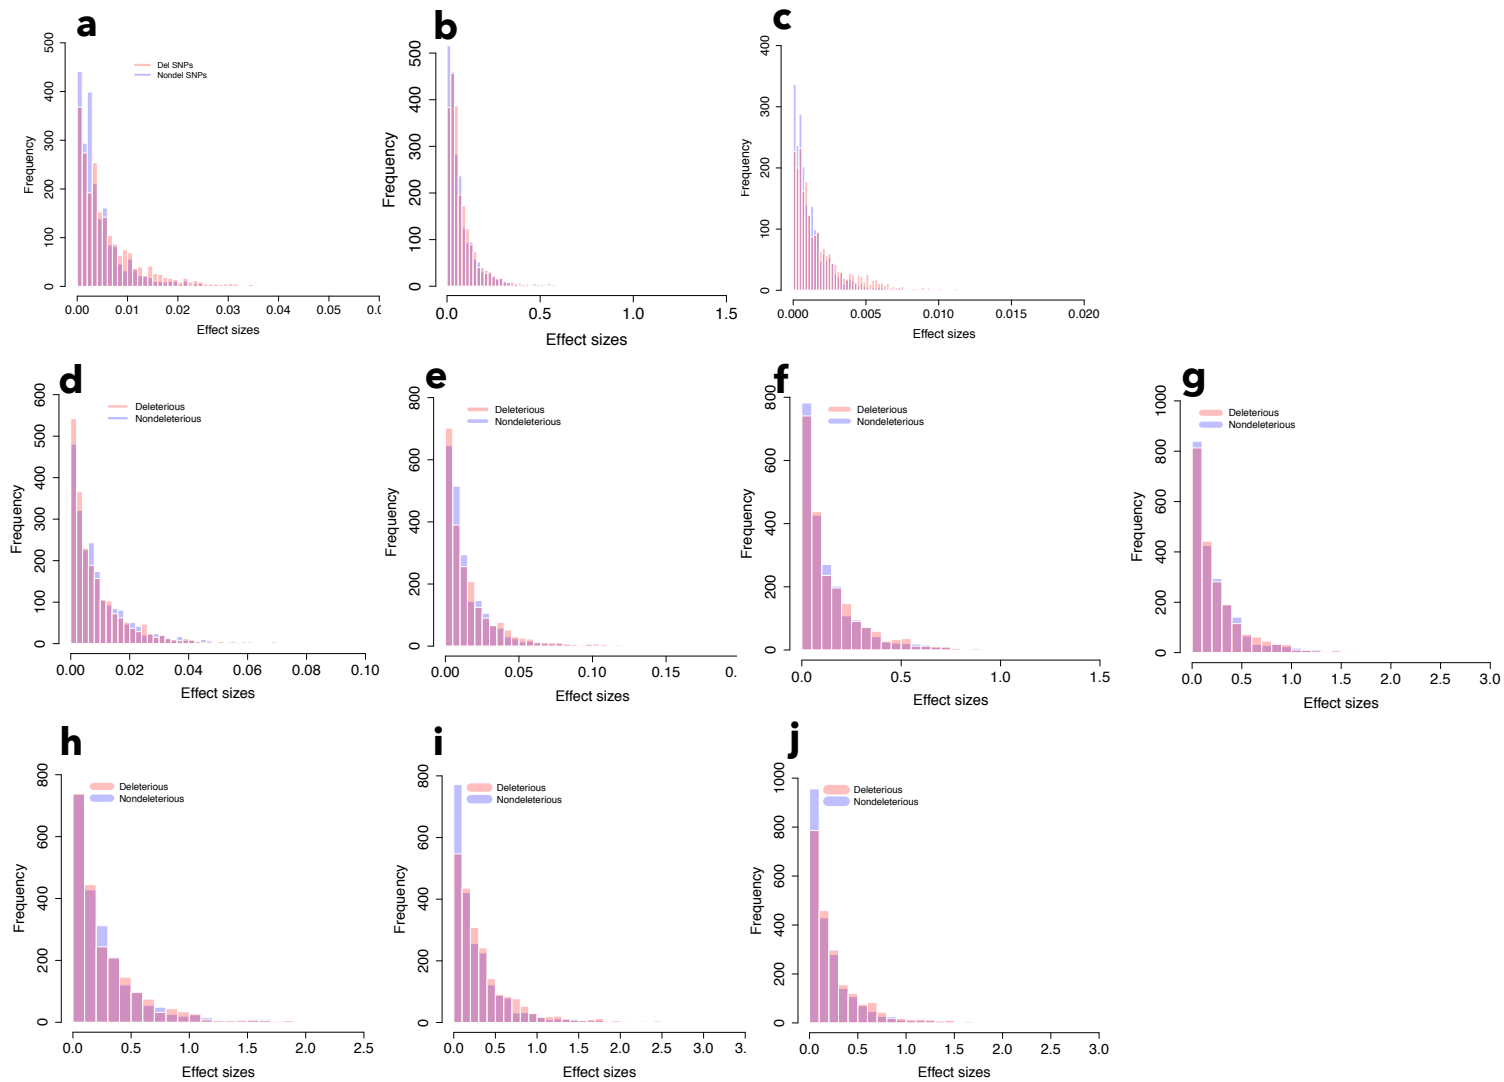 a
500
400
300
200
100
0
Frequency
Del SNPs
Nondel SNPs
0.00 0.01 0.02 0.03 0.04 0.05
Effect sizes
b
500
400
300
200
100
0
Frequency
0.0 0.5 1.0 1.5
Effect sizes
c
400
300
200
100
0
Frequency
0.000 0.005 0.010 0.015 0.020
Effect sizes
d
600
500
400
300
200
100
0
Frequency
Deleterious
Nondeleterious
0.00 0.02 0.04 0.06 0.08 0.10
Effect sizes
e
800
600
400
200
0
Frequency
Deleterious
Nondeleterious
0.00 0.05 0.10 0.15 0.
Effect sizes
f
800
600
400
200
0
Frequency
Deleterious
Nondeleterious
0.0 0.5 1.0 1.5
Effect sizes
g
1000
800
600
400
200
0
Frequency
Deleterious
Nondeleterious
0.0 0.5 1.0 1.5 2.0 2.5 3.0
Effect sizes
h
800
600
400
200
0
Frequency
Deleterious
Nondeleterious
0.0 0.5 1.0 1.5 2.0 2.5
Effect sizes
i
800
600
400
200
0
Frequency
Deleterious
Nondeleterious
0.0 0.5 1.0 1.5 2.0 2.5 3.0 3.
Effect sizes
j
1000
800
600
400
200
0
Frequency
Deleterious
Nondeleterious
0.0 0.5 1.0 1.5 2.0 2.5 3.0
Effect sizes